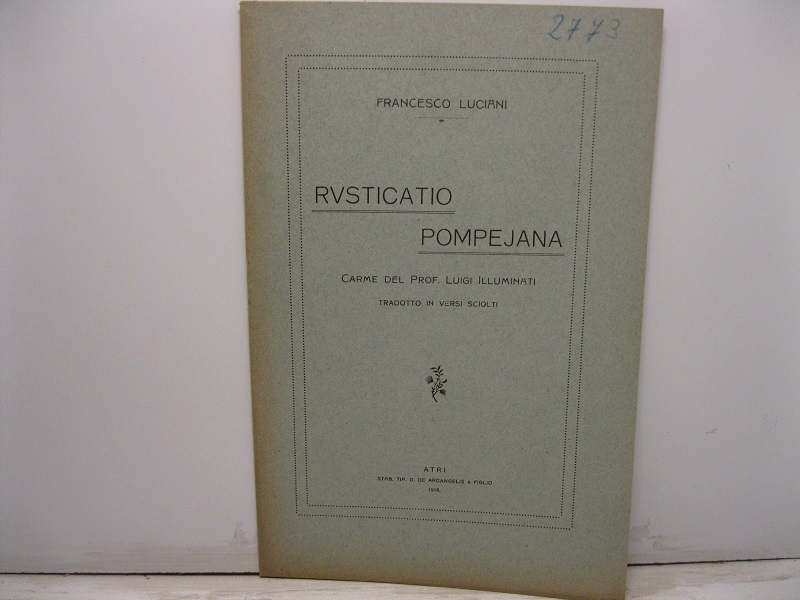 2773
FRANCESCO LUCIANI
RVSTICATIO
POMPEJANA
CARME DEL PROF. LUIGI ILLUMINATI
TRADOTTO IN VERSI SCIOLTI
ATRI
STAB. TIP. D. DE ARCANGELIS & FIGLIO